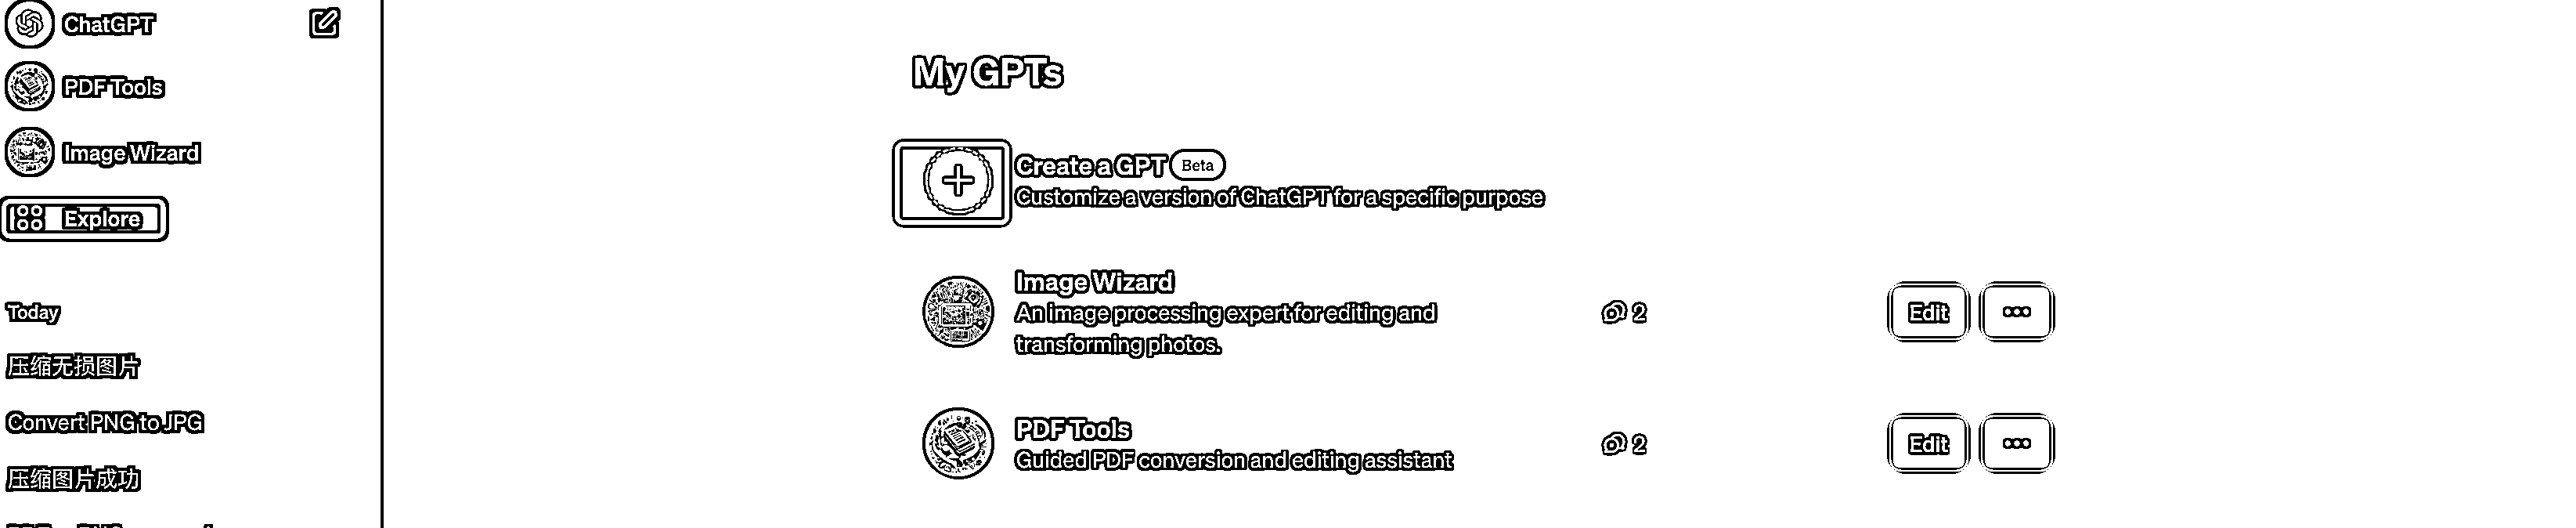 ChatGPT
PDF Tools
Image Wizard
Explore
Today
压缩无损图片
Convert PNG to JPG
压缩图片成功
My GPTs
Create a GPT Beta
Customize a version of ChatGPT for a specific purpose
Image Wizard
An image processing expert for editing and
transforming photos.
2
Edit
PDF Tools
Guided PDF conversion and editing assistant
2
Edit